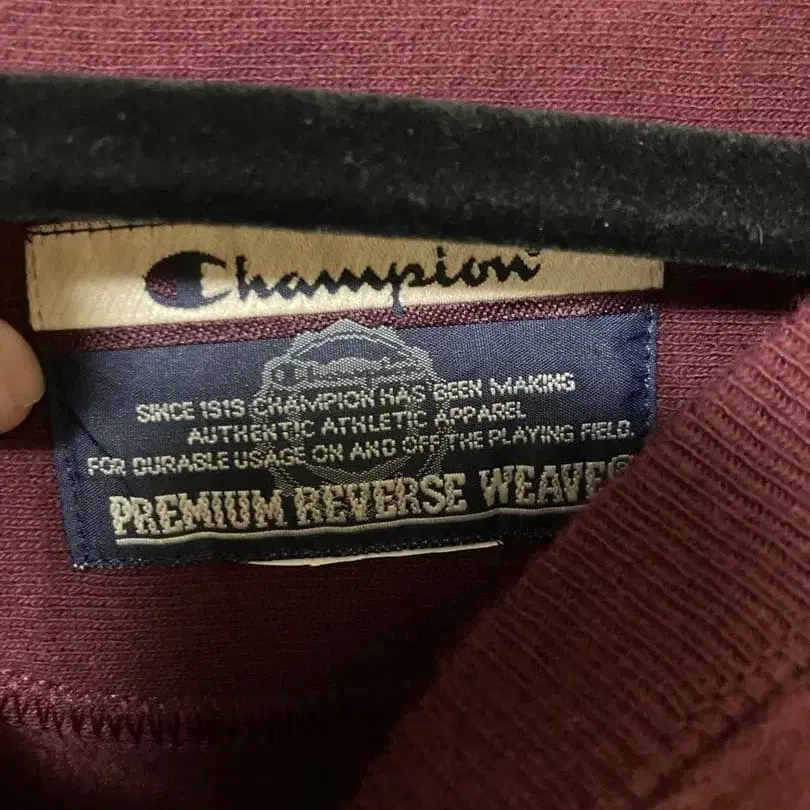 Champion
Champion
SINCE 1919 CHAMPION HAS BEEN MAKING
AUTHENTIC ATHLETIC APPAREL
FOR DURABLE USAGE ON AND OFF THE PLAYING FIELD.
PREMIUM REVERSE WEAVE®